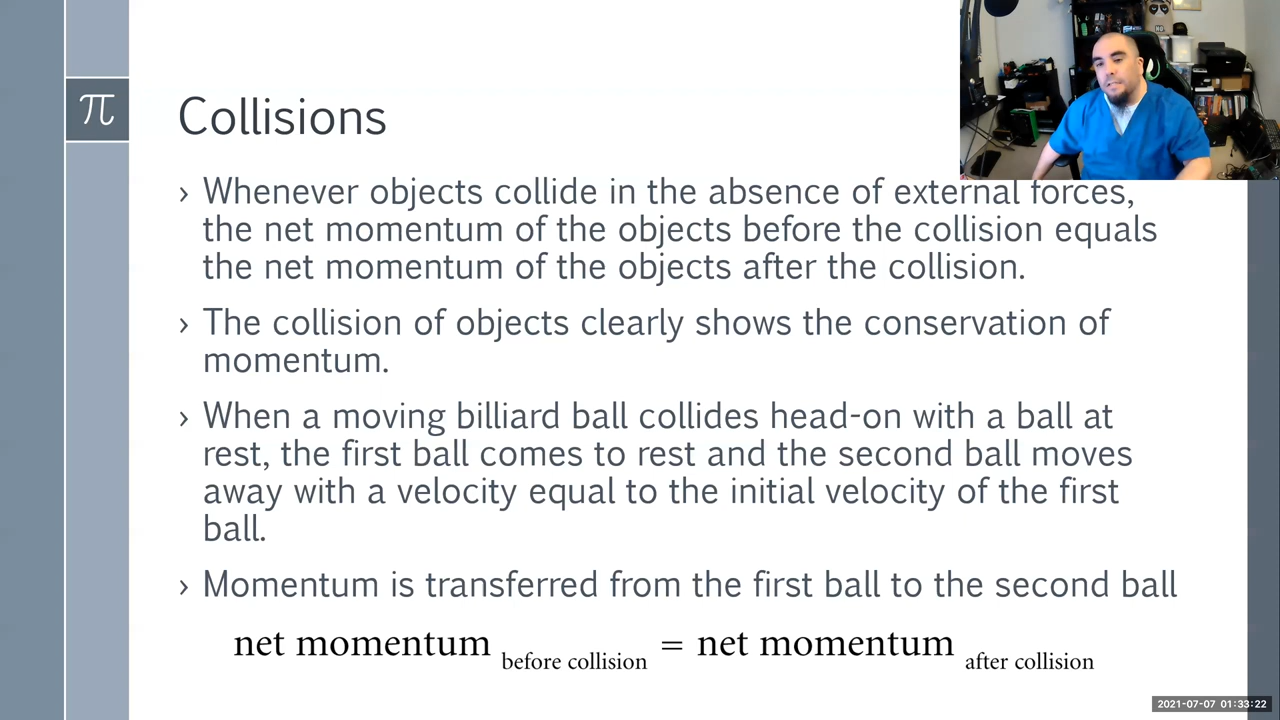 π
Collisions
› Whenever objects collide in the absence of external forces,
the net momentum of the objects before the collision equals
the net momentum of the objects after the collision.
› The collision of objects clearly shows the conservation of
momentum.
› When a moving billiard ball collides head-on with a ball at
rest, the first ball comes to rest and the second ball moves
away with a velocity equal to the initial velocity of the first
ball.
› Momentum is transferred from the first ball to the second ball
net momentum before collision = net momentum after collision
2021-07-07 01:33:22